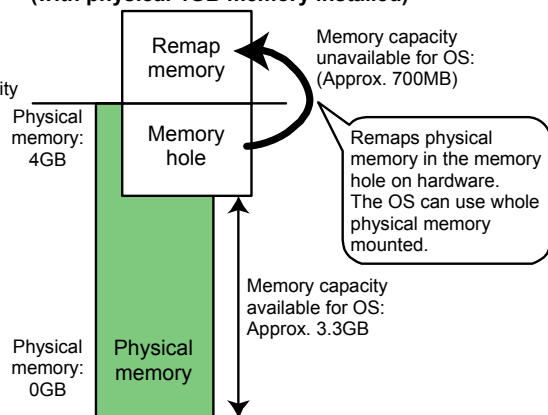 (with physical 4GB memory installed)
Remap
memory
Memory capacity
unavailable for OS:
(Approx. 700MB)
Physical
memory:
4GB
Memory
hole
Remaps physical
memory in the memory
hole on hardware.
The OS can use whole
physical memory
mounted.
Memory capacity
available for OS:
Approx. 3.3GB
Physical
memory:
0GB
Physical
memory